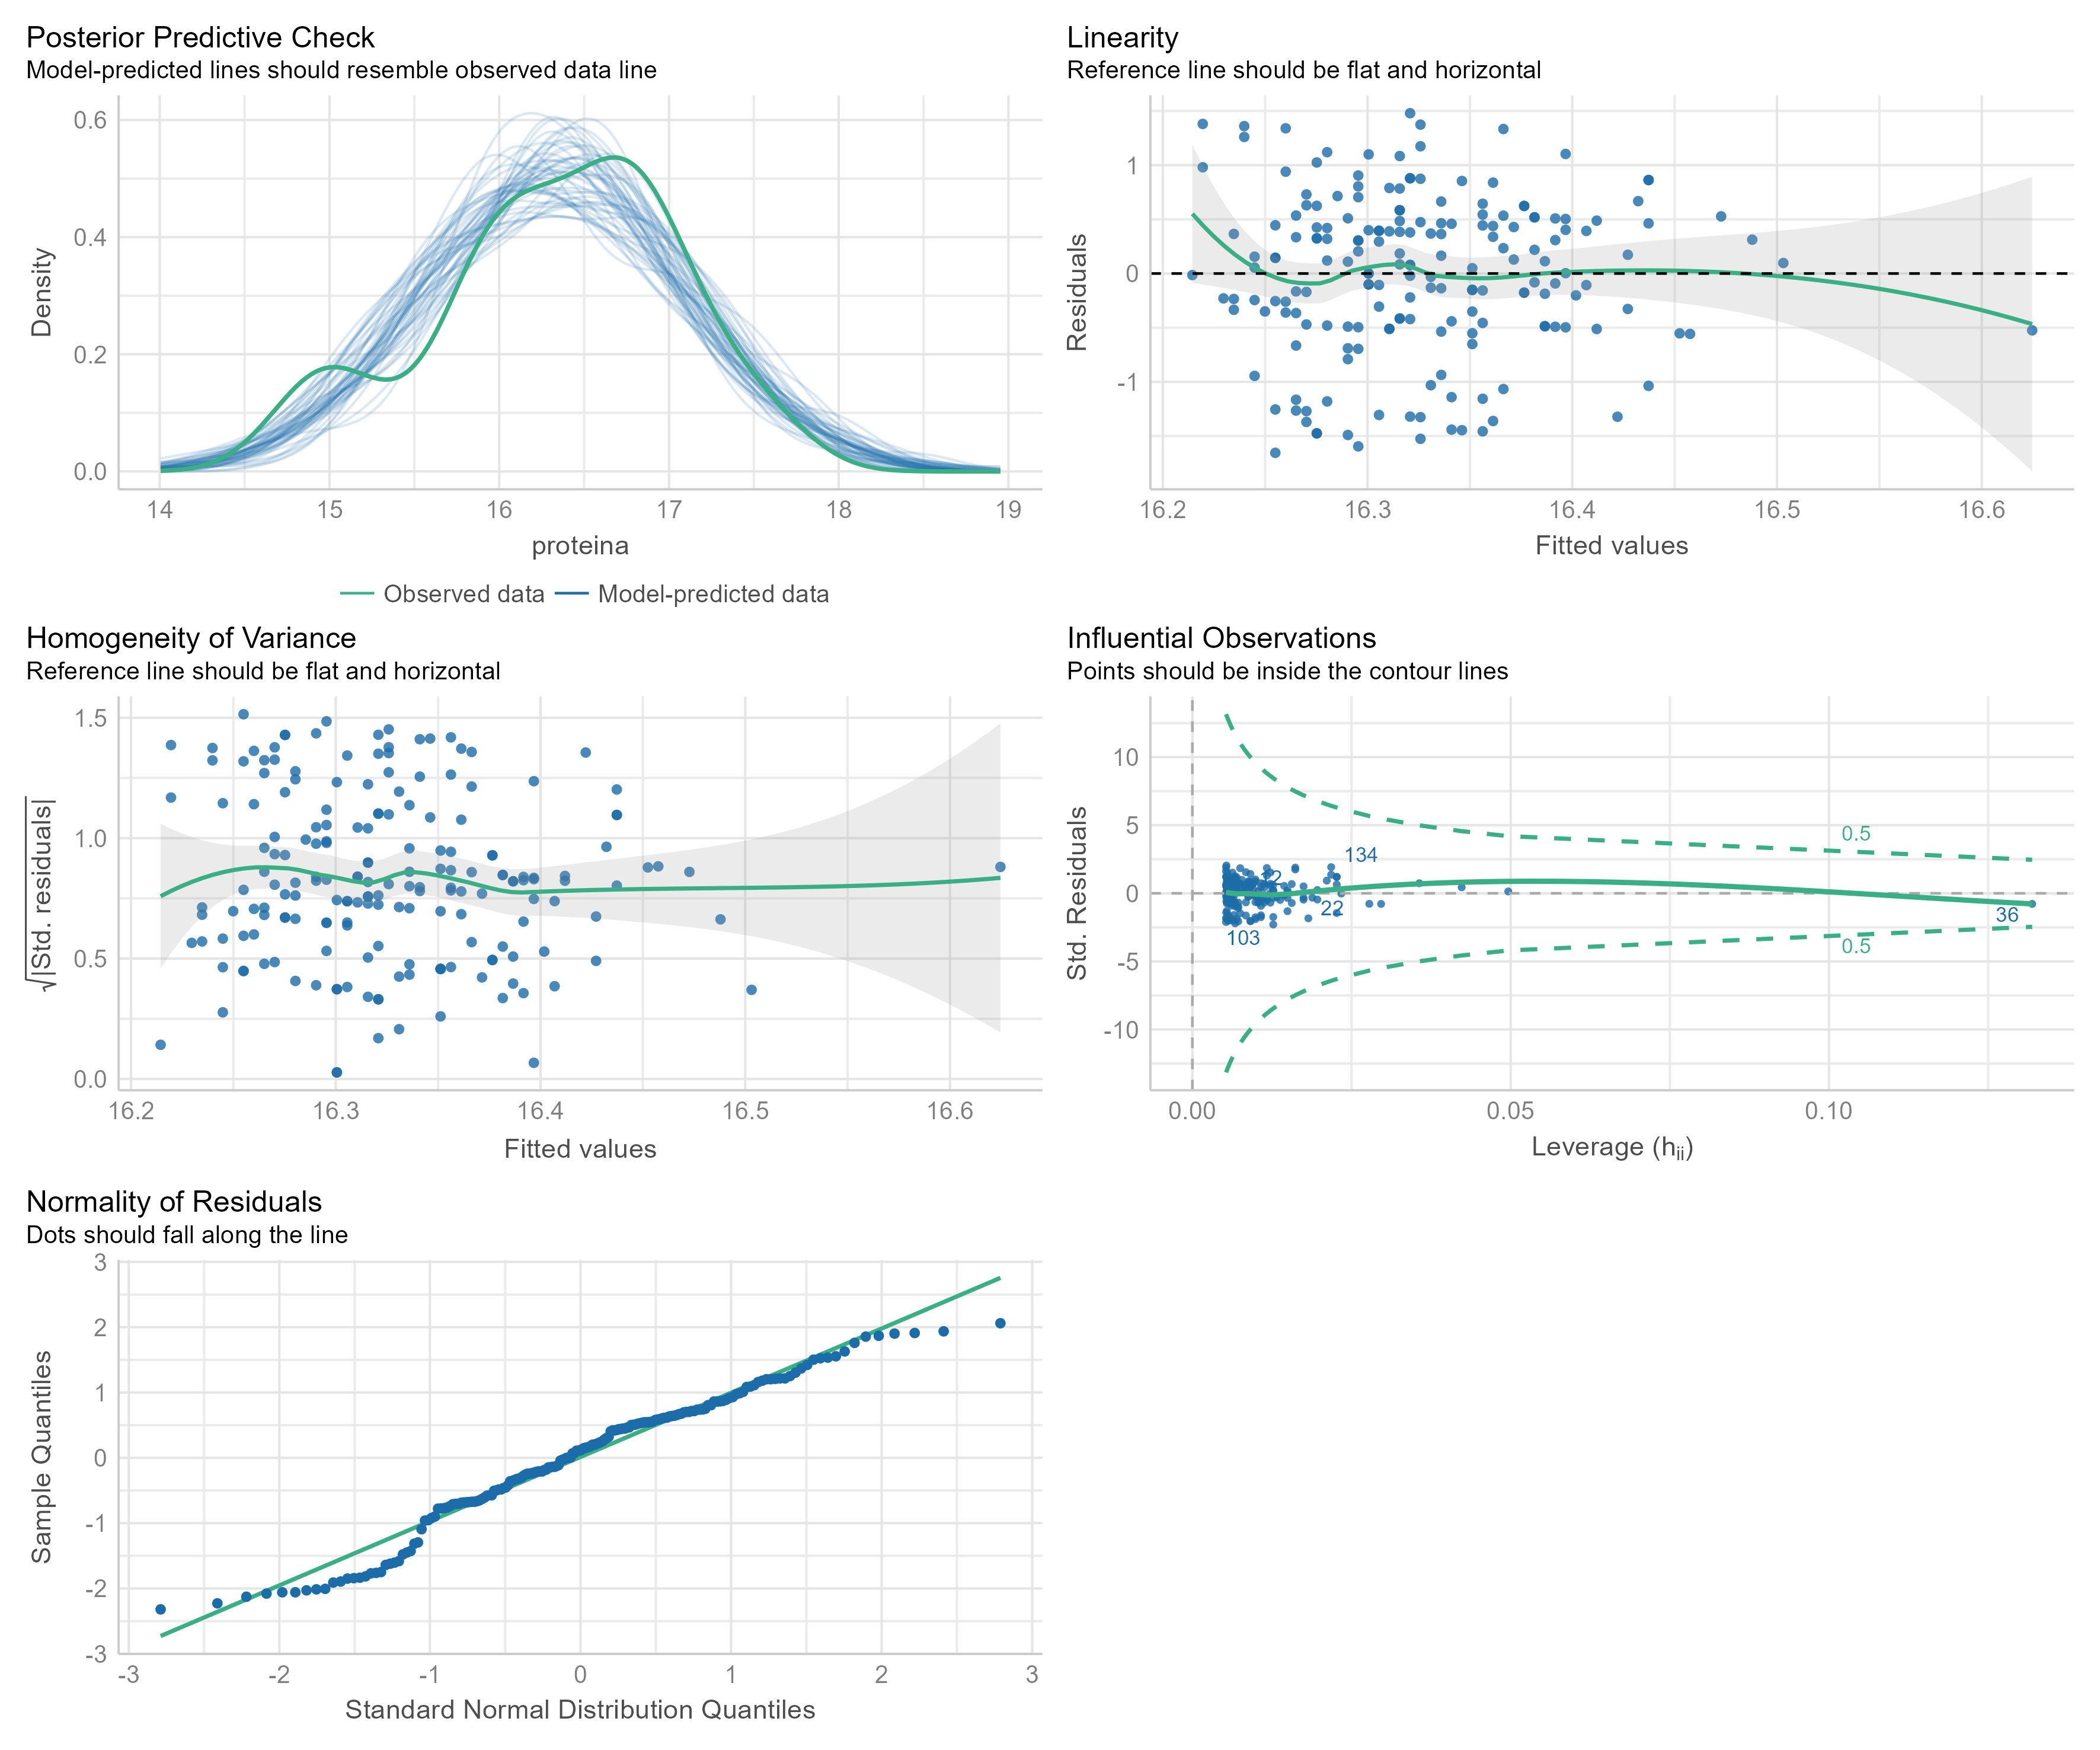 Posterior Predictive Check
Model-predicted lines should resemble observed data line
0.6
0.4
0.2
0.0
Density
14 15 16 17 18 19
proteina
Observed data Model-predicted data
Linearity
Reference line should be flat and horizontal
1
0
-1
Residuals
16.2 16.3 16.4 16.5 16.6
Fitted values
Homogeneity of Variance
Reference line should be flat and horizontal
1.5
1.0
0.5
0.0
√|Std. residuals|
16.2 16.3 16.4 16.5 16.6
Fitted values
Influential Observations
Points should be inside the contour lines
10
5
0
-5
-10
Std. Residuals
0.5
134
22
36
103
0.5
0.00 0.05 0.10
Leverage (hᵢᵢ)
Normality of Residuals
Dots should fall along the line
3
2
1
0
-1
-2
-3
Sample Quantiles
-3 -2 -1 0 1 2 3
Standard Normal Distribution Quantiles